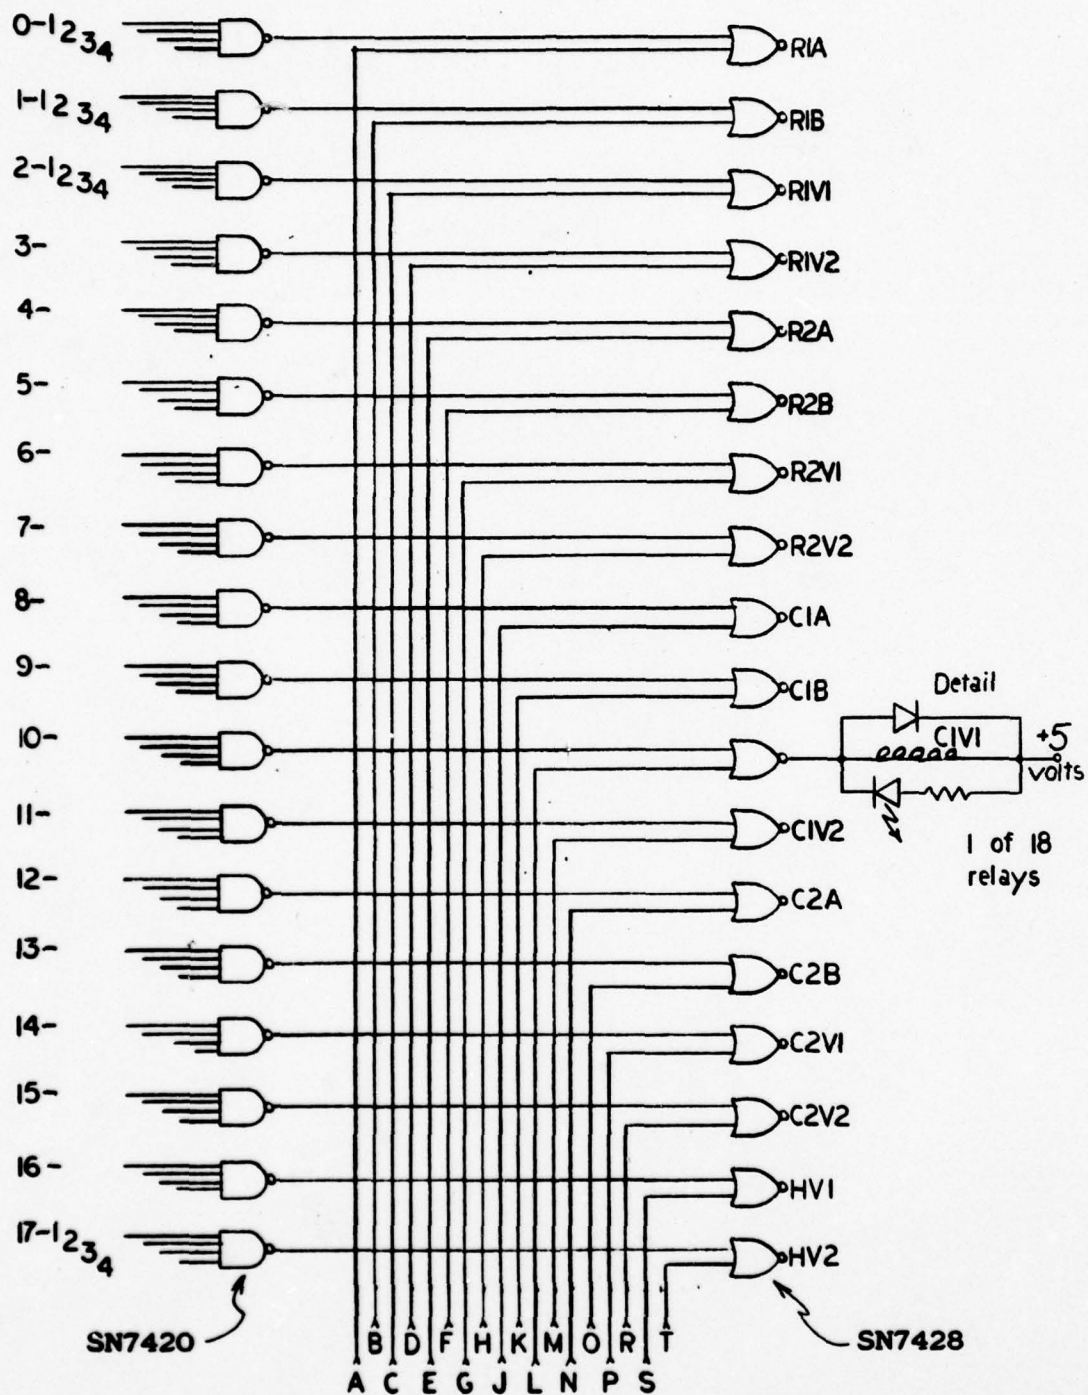 0-1234
R1A
1-1234
R1B
2-1234
R1V1
3-
R1V2
4-
R2A
5-
R2B
6-
R2V1
7-
R2V2
8-
C1A
9-
C1B
Detail
10-
C1V1
+5
volts
11-
C1V2
1 of 18
relays
12-
C2A
13-
C2B
14-
C2V1
15-
C2V2
16-
HV1
17-1234
HV2
SN7420
B D F H K M O R T
SN7428
A C E G J L N P S